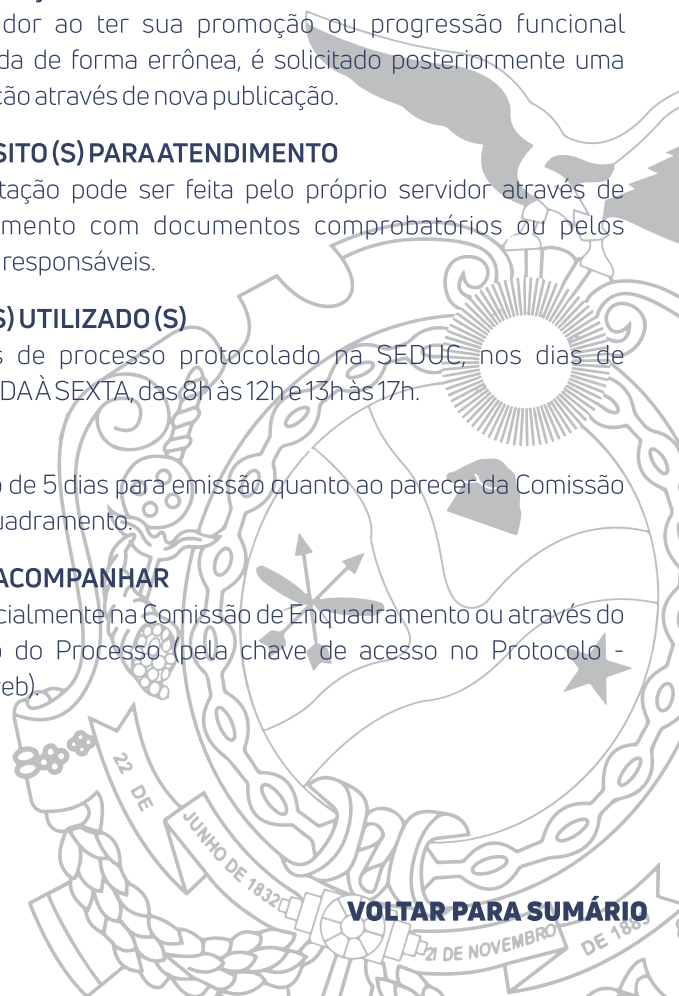 dor ao ter sua promoção ou progressão funcional
da de forma errônea, é solicitado posteriormente uma
ção através de nova publicação.
SITO (S) PARA ATENDIMENTO
tação pode ser feita pelo próprio servidor através de
mento com documentos comprobatórios ou pelos
responsáveis.
S) UTILIZADO (S)
s de processo protocolado na SEDUC, nos dias de
DA À SEXTA, das 8h às 12h e 13h às 17h.
o de 5 dias para emissão quanto ao parecer da Comissão
uadramento.
ACOMPANHAR
cialmente na Comissão de Enquadramento ou através do
o do Processo (pela chave de acesso no Protocolo -
eb).
22 DE
JUNHO DE 1832
VOLTAR PARA SUMÁRIO
21 DE NOVEMBRO
DE 1889